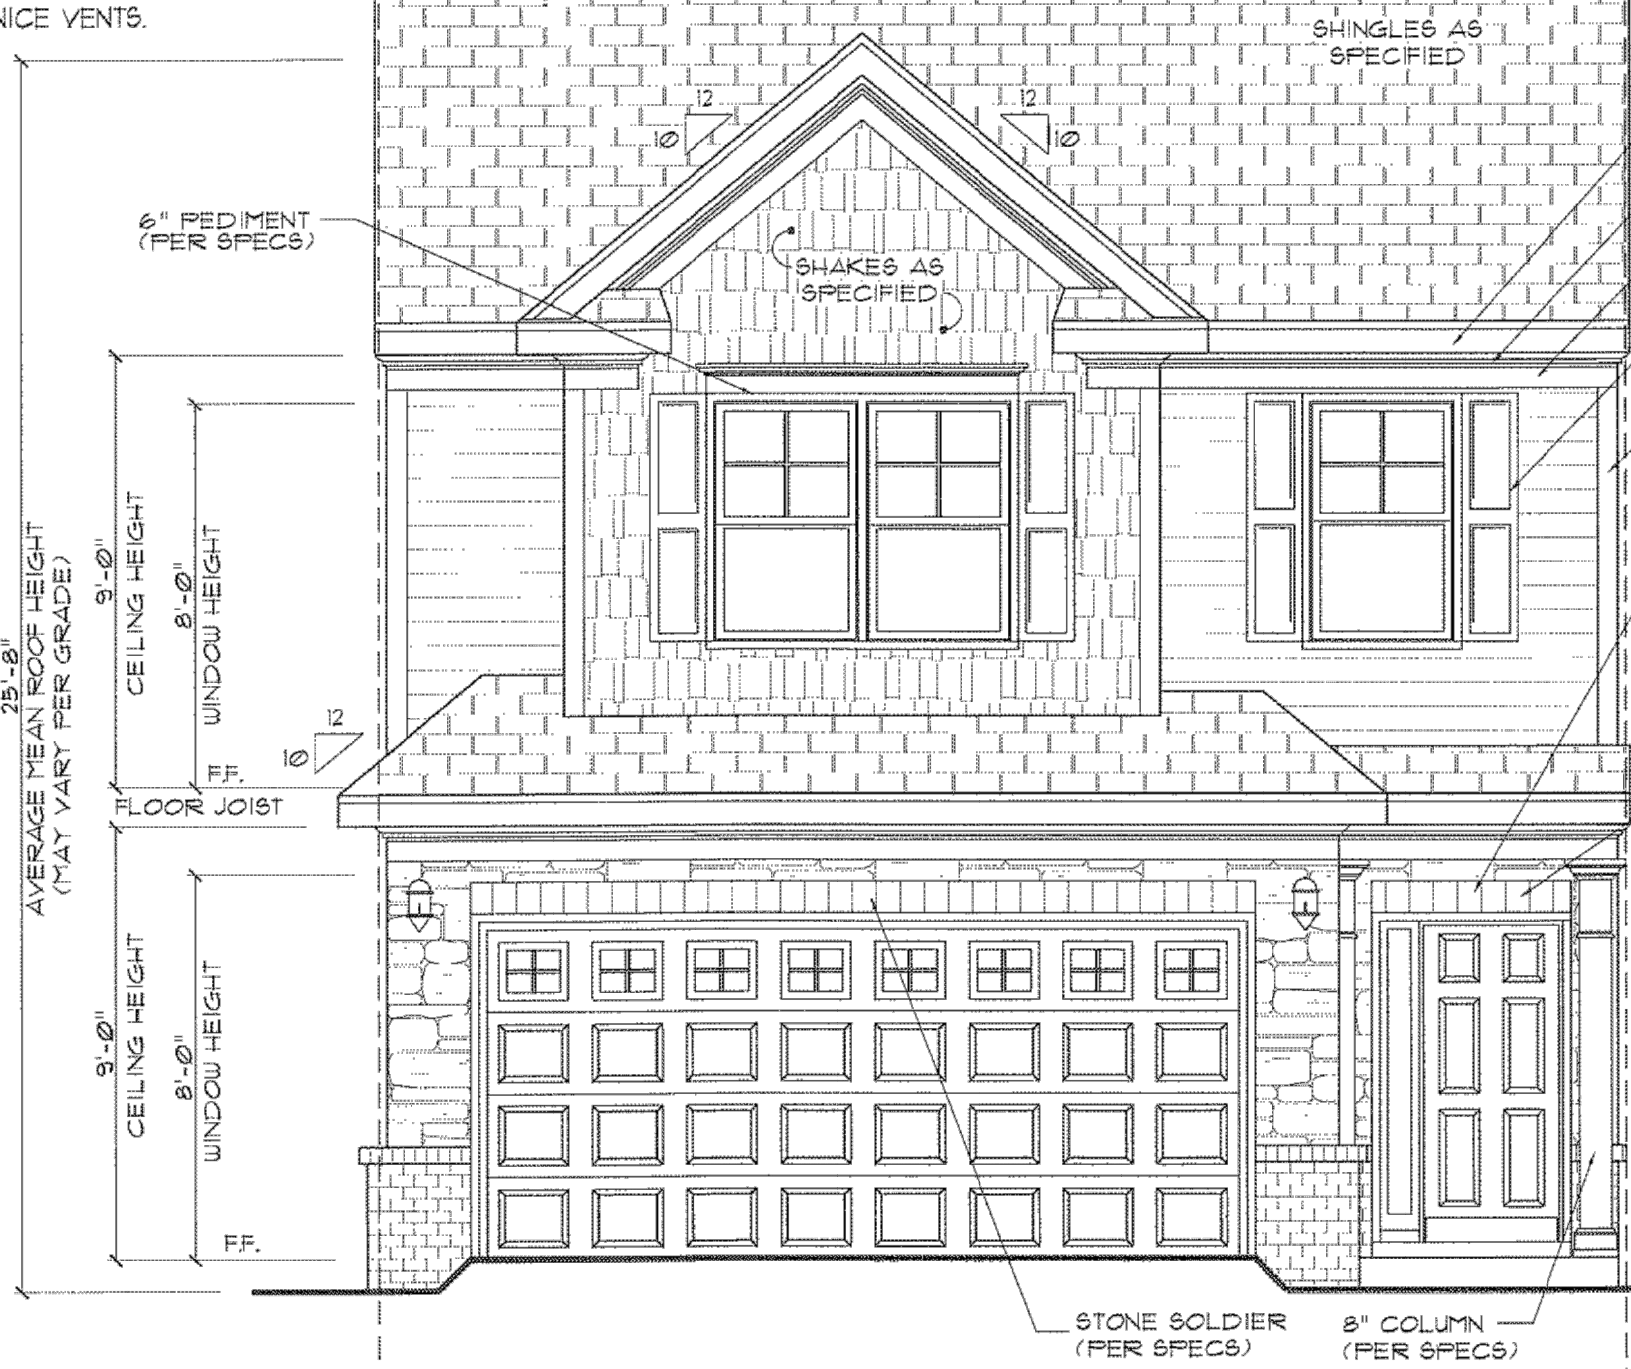 NICE VENTS.
SHINGLES AS
SPECIFIED
12
10
12
10
6" PEDIMENT
(PER SPECS)
SHAKES AS
SPECIFIED
25'-8"
AVERAGE MEAN ROOF HEIGHT
(MAY VARY PER GRADE)
9'-0"
CEILING HEIGHT
8'-0"
WINDOW HEIGHT
12
10
F.F.
FLOOR JOIST
9'-0"
CEILING HEIGHT
8'-0"
WINDOW HEIGHT
F.F.
STONE SOLDIER
(PER SPECS)
8" COLUMN
(PER SPECS)